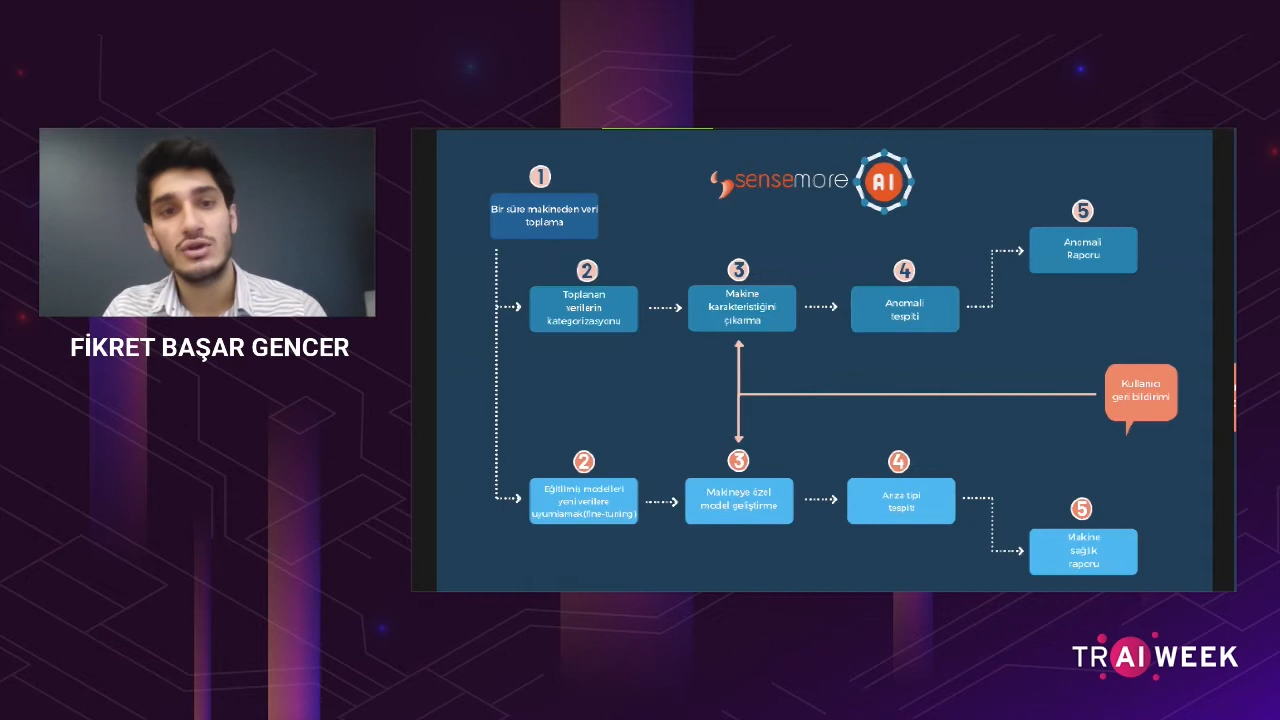 FİKRET BAŞAR GENCER
sensemore AI
1
Bir süre makineden veri
toplama
2
Toplanan
verilerin
kategorizasyonu
3
Makine
karakteristiğini
çıkarma
4
Anomali
tespiti
5
Anomali
Raporu
Kullanıcı
geri bildirimi
2
Eğitilmiş modelleri
yeni verilere
uyumlamak(fine-tuning)
3
Makineye özel
model geliştirme
4
Arıza tipi
tespiti
5
Makine
sağlık
raporu
TRAI WEEK